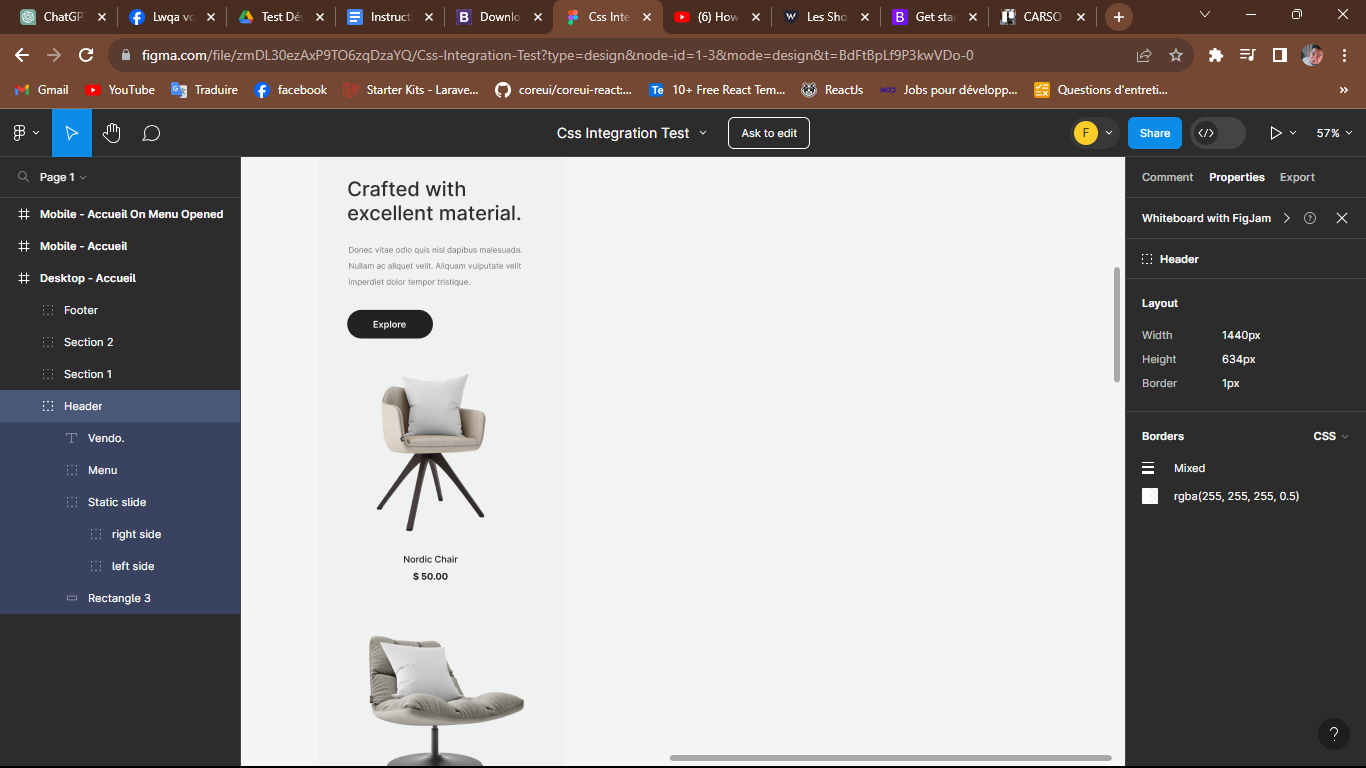 ChatGP
Lwqa vo
Test Dé
Instruct
Downlo
Css Inte
(6) How
Les Sho
Get star
CARSO
figma.com/file/zmDL30ezAxP9TO6zqDzaYQ/Css-Integration-Test?type=design&node-id=1-3&mode=design&t=BdFtBpLf9P3kwVDo-0
Gmail
YouTube
Traduire
facebook
Starter Kits - Larave...
coreui/coreui-react:...
10+ Free React Tem...
ReactJs
Jobs pour développ...
Questions d'entreti...
Css Integration Test
Ask to edit
F
Share
57%
Page 1
Mobile - Accueil On Menu Opened
Mobile - Accueil
Desktop - Accueil
Footer
Section 2
Section 1
Header
Vendo.
Menu
Static slide
right side
left side
Rectangle 3
Crafted with
excellent material.
Donec vitae odio quis nisl dapibus malesuada.
Nullam ac aliquet velit. Aliquam vulputate velit
imperdiet dolor tempor tristique.
Explore
Nordic Chair
$ 50.00
Comment
Properties
Export
Whiteboard with FigJam
Header
Layout
Width 1440px
Height 634px
Border 1px
Borders
CSS
Mixed
rgba(255, 255, 255, 0.5)